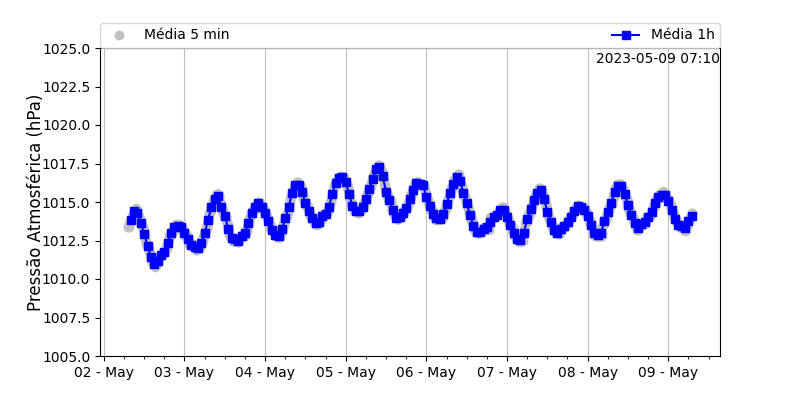 Média 5 min
Média 1h
2023-05-09 07:10
Pressão Atmosférica (hPa)
1025.0
1022.5
1020.0
1017.5
1015.0
1012.5
1010.0
1007.5
1005.0
02 - May
03 - May
04 - May
05 - May
06 - May
07 - May
08 - May
09 - May